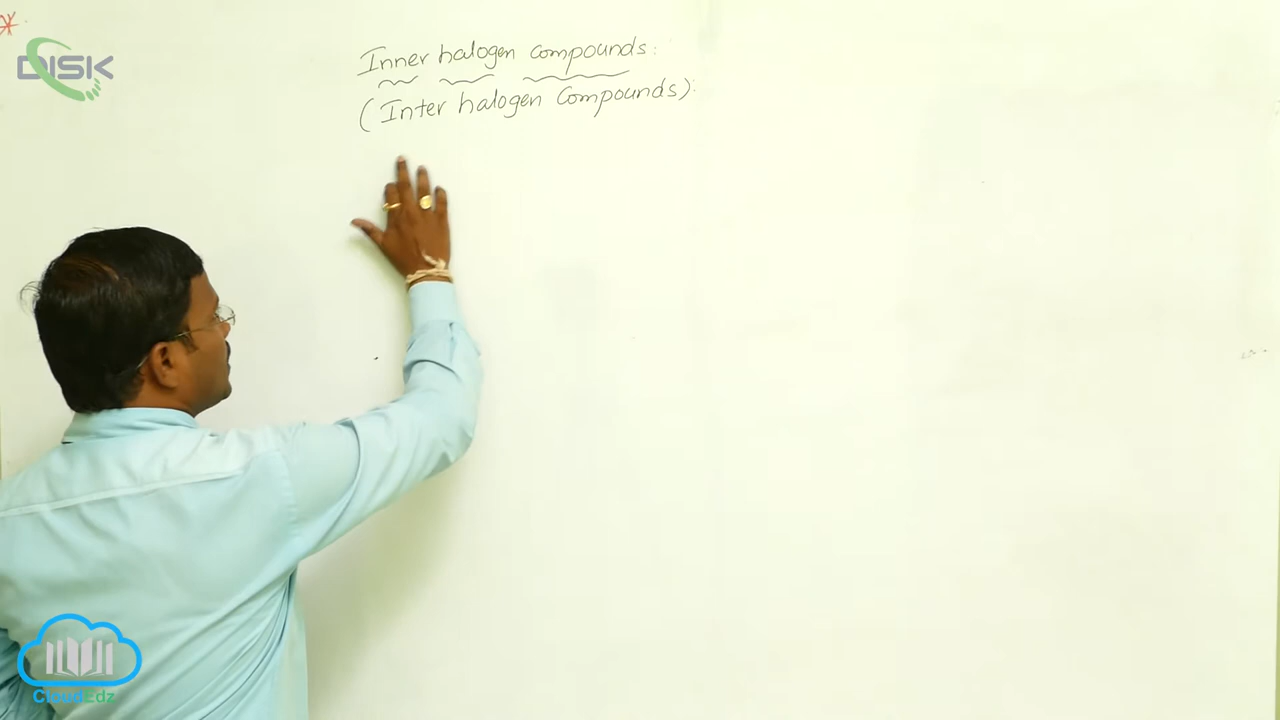 DISK
Inner halogen compounds:
(Inter halogen Compounds):
CloudEdz